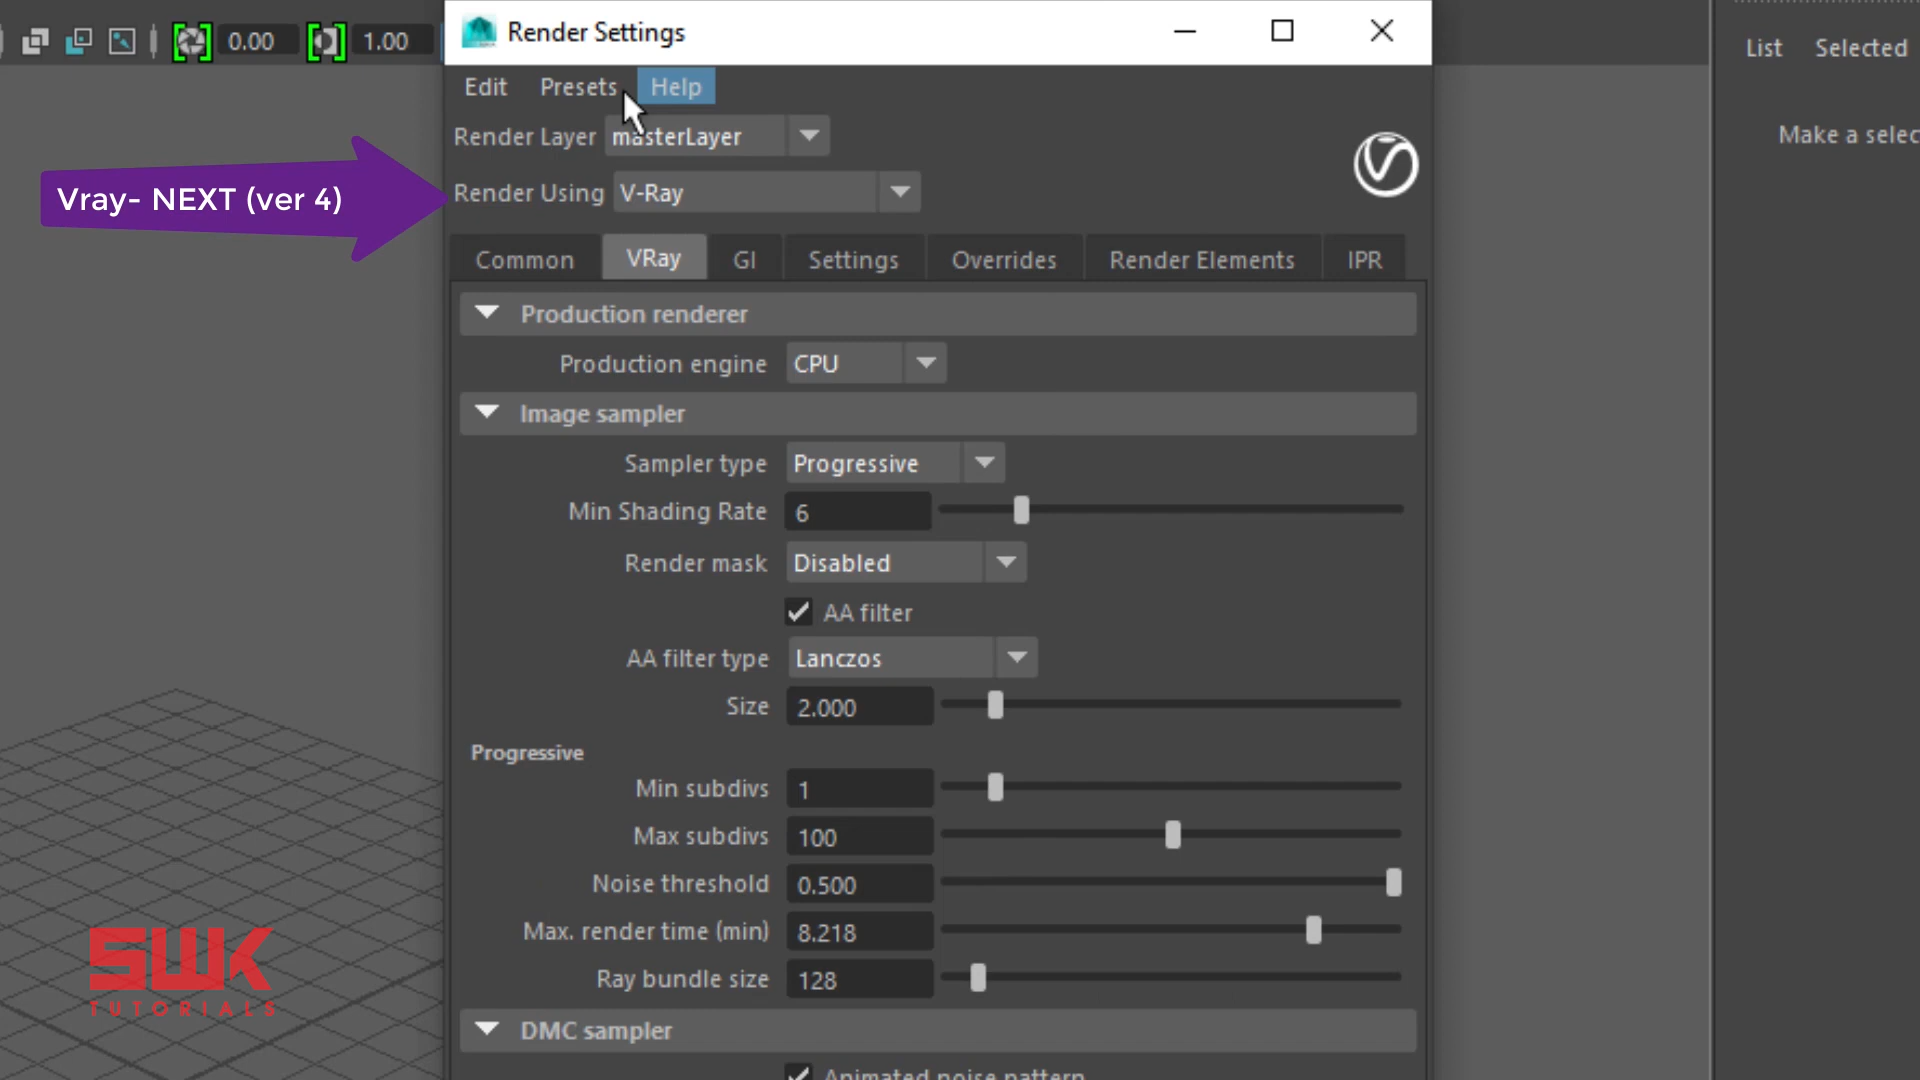 Render Settings
0.00
1.00
List
Selected
Edit
Presets
Help
Render Layer
masterLayer
Make a selec
Vray- NEXT (ver 4)
Render Using
V-Ray
Common
VRay
GI
Settings
Overrides
Render Elements
IPR
Production renderer
Production engine
CPU
Image sampler
Sampler type
Progressive
Min Shading Rate
6
Render mask
Disabled
AA filter
AA filter type
Lanczos
Size
2.000
Progressive
Min subdivs
1
Max subdivs
100
Noise threshold
0.500
Max. render time (min)
8.218
Ray bundle size
128
SWK
TUTORIALS
DMC sampler
Animated noise pattern